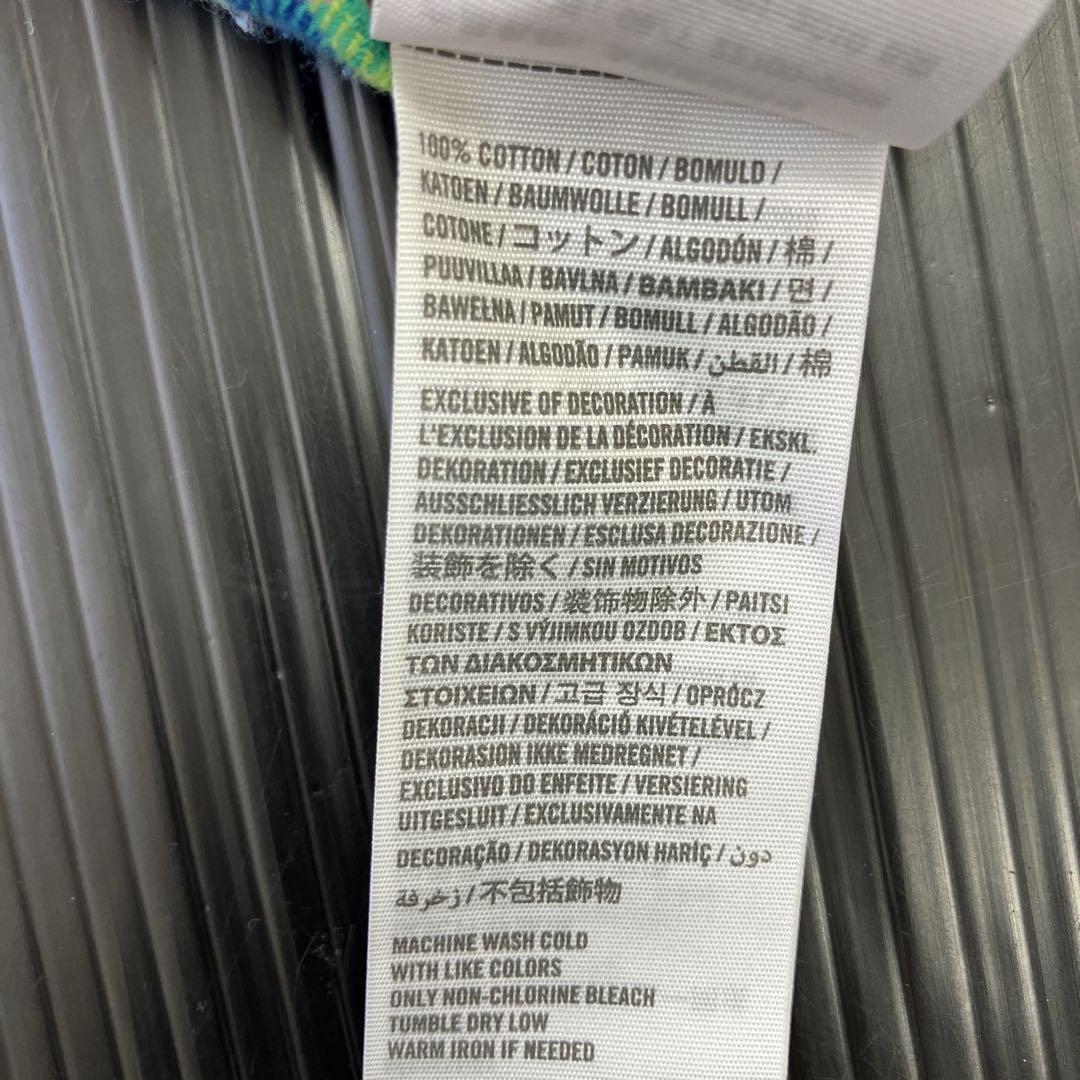 100% COTTON / COTON / BOMULD /
KATOEN / BAUMWOLLE / BOMULL /
COTONE / コットン / ALGODÓN / 棉 /
PUUVILLAA / BAVLNA / BAMBAKI / 면 /
BAWEŁNA / PAMUT / BOMULL / ALGODÃO /
KATOEN / ALGODÃO / PAMUK / القطن / 棉
EXCLUSIVE OF DECORATION / À
L'EXCLUSION DE LA DÉCORATION / EKSKL.
DEKORATION / EXCLUSIEF DECORATIE /
AUSSCHLIESSLICH VERZIERUNG / UTOM
DEKORATIONEN / ESCLUSA DECORAZIONE /
装飾を除く / SIN MOTIVOS
DECORATIVOS / 装饰物除外 / PAITSI
KORISTE / S VÝJIMKOU OZDOB / ΕΚΤΟΣ
ΤΩΝ ΔΙΑΚΟΣΜΗΤΙΚΩΝ
ΣΤΟΙΧΕΙΩΝ / 고급 장식 / OPRÓCZ
DEKORACJI / DEKORÁCIÓ KIVÉTELÉVEL /
DEKORASJON IKKE MEDREGNET /
EXCLUSIVO DO ENFEITE / VERSIERING
UITGESLUIT / EXCLUSIVAMENTE NA
DECORAÇÃO / DEKORASYON HARİÇ / دون
زخرفة / 不包括飾物
MACHINE WASH COLD
WITH LIKE COLORS
ONLY NON-CHLORINE BLEACH
TUMBLE DRY LOW
WARM IRON IF NEEDED